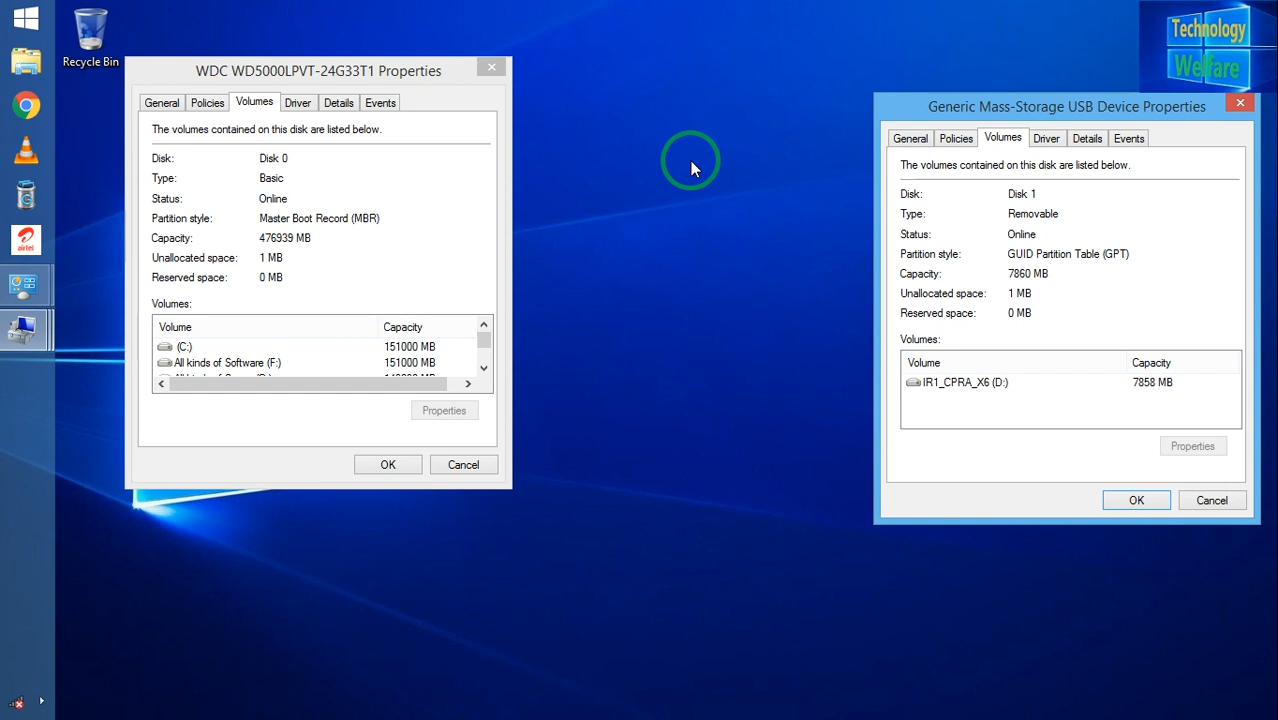 Recycle Bin
Technology
Welfare
airtel
WDC WD5000LPVT-24G33T1 Properties
General Policies Volumes Driver Details Events
The volumes contained on this disk are listed below.
Disk: Disk 0
Type: Basic
Status: Online
Partition style: Master Boot Record (MBR)
Capacity: 476939 MB
Unallocated space: 1 MB
Reserved space: 0 MB
Volumes:
Volume Capacity
(C:) 151000 MB
All kinds of Software (F:) 151000 MB
Properties
OK Cancel
Generic Mass-Storage USB Device Properties
General Policies Volumes Driver Details Events
The volumes contained on this disk are listed below.
Disk: Disk 1
Type: Removable
Status: Online
Partition style: GUID Partition Table (GPT)
Capacity: 7860 MB
Unallocated space: 1 MB
Reserved space: 0 MB
Volumes:
Volume Capacity
IR1_CPRA_X6 (D:) 7858 MB
Properties
OK Cancel